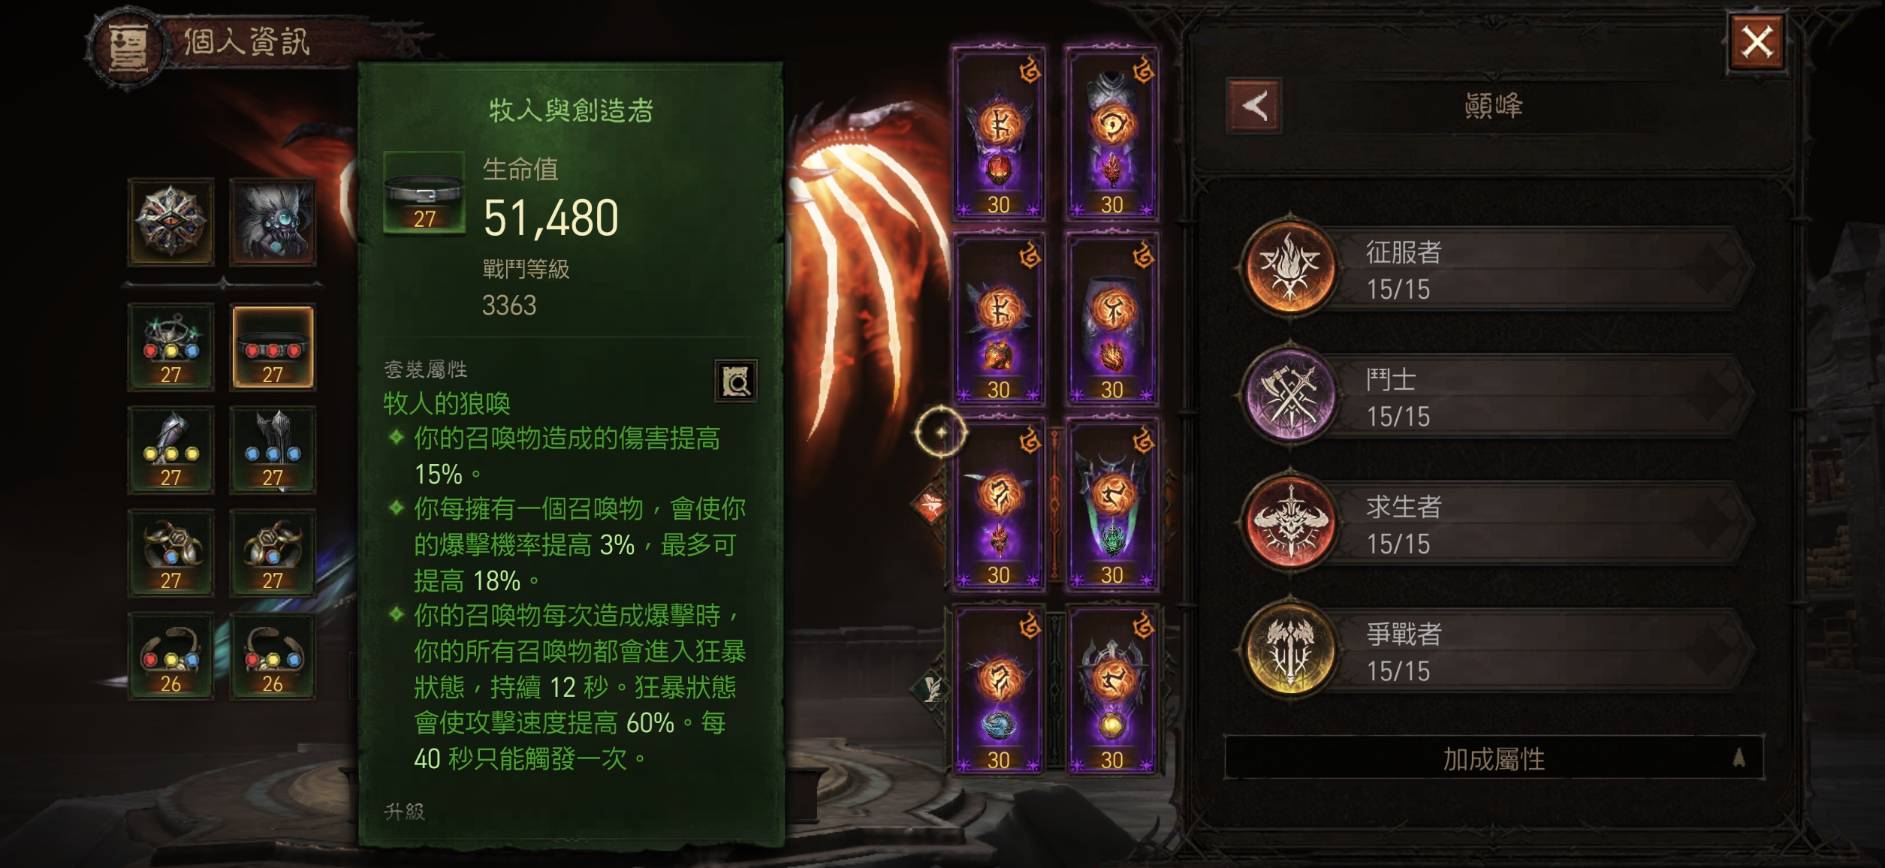 個人資訊
牧人與創造者
生命值
27
51,480
戰鬥等級
3363
套裝屬性
牧人的狼喚
你的召喚物造成的傷害提高
15%。
你每擁有一個召喚物，會使你
的爆擊機率提高 3%，最多可
提高 18%。
你的召喚物每次造成爆擊時，
你的所有召喚物都會進入狂暴
狀態，持續 12 秒。狂暴狀態
會使攻擊速度提高 60%。每
40 秒只能觸發一次。
升級
27 27
27 27
27 27
26 26
30 30
30 30
30 30
30 30
顛峰
征服者
15/15
鬥士
15/15
求生者
15/15
爭戰者
15/15
加成屬性